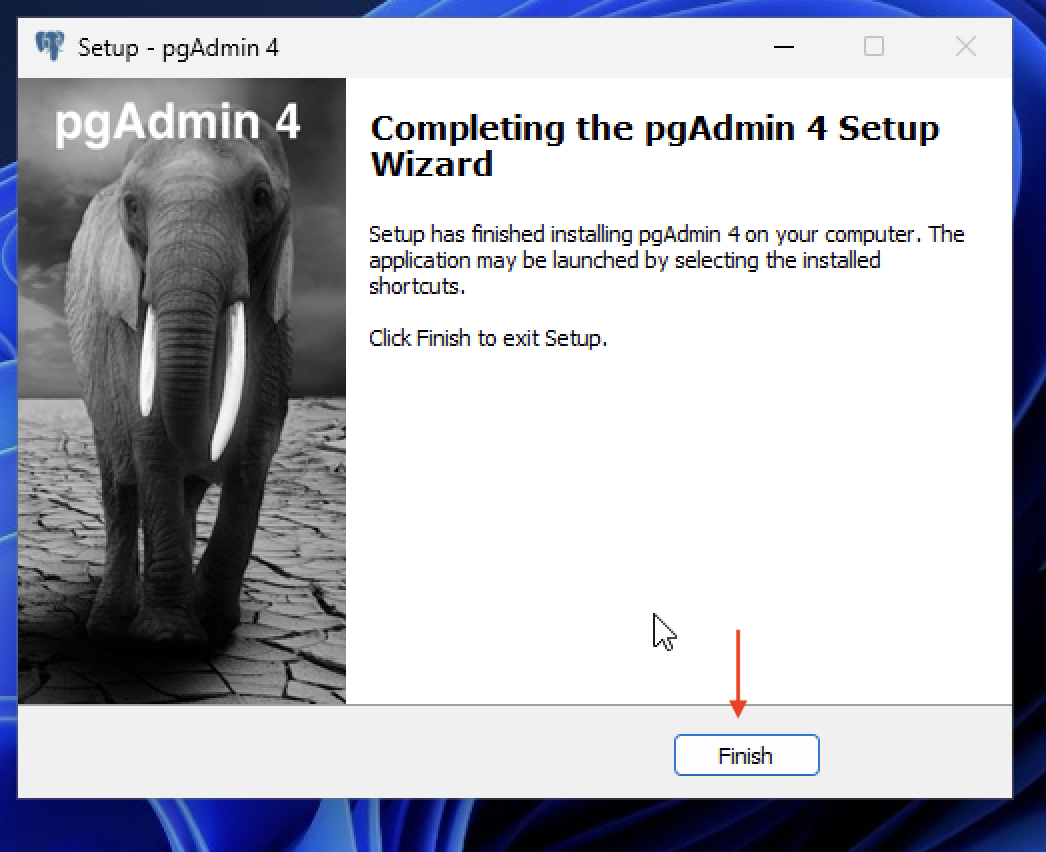 Setup - pgAdmin 4
pgAdmin 4
Completing the pgAdmin 4 Setup
Wizard
Setup has finished installing pgAdmin 4 on your computer. The
application may be launched by selecting the installed
shortcuts.
Click Finish to exit Setup.
Finish